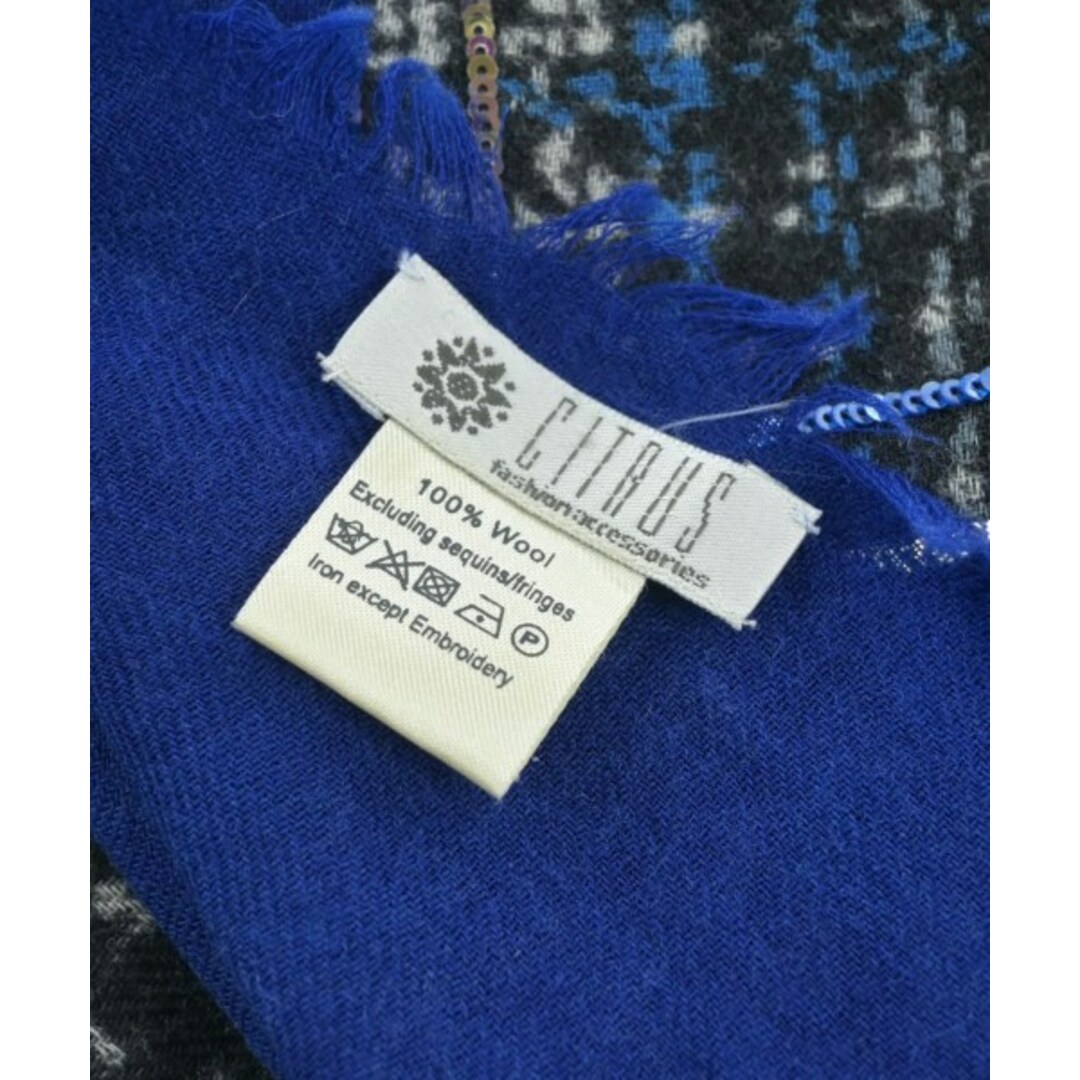 CITRUS
fashion accessories
100% Wool
Excluding sequins/fringes
P
Iron except Embroidery